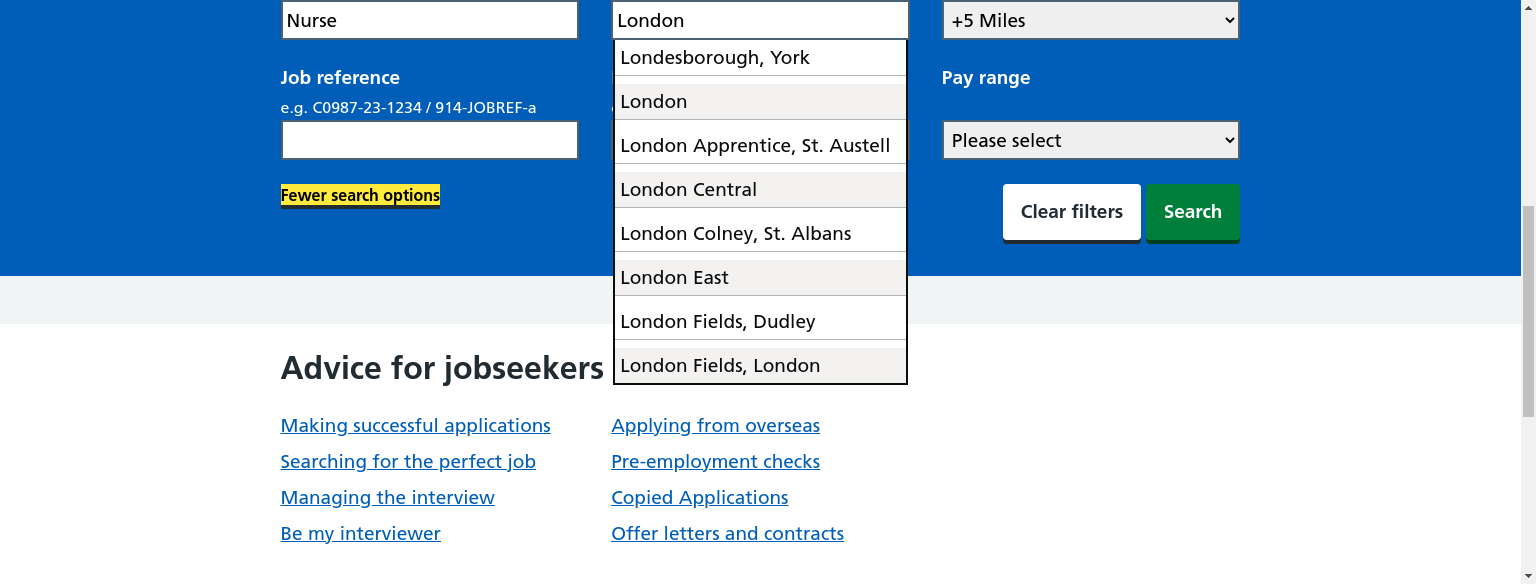 Nurse
London
+5 Miles
Londesborough, York
London
London Apprentice, St. Austell
London Central
London Colney, St. Albans
London East
London Fields, Dudley
London Fields, London
Job reference
e.g. C0987-23-1234 / 914-JOBREF-a
Pay range
Please select
Fewer search options
Clear filters
Search
Advice for jobseekers
Making successful applications
Searching for the perfect job
Managing the interview
Be my interviewer
Applying from overseas
Pre-employment checks
Copied Applications
Offer letters and contracts